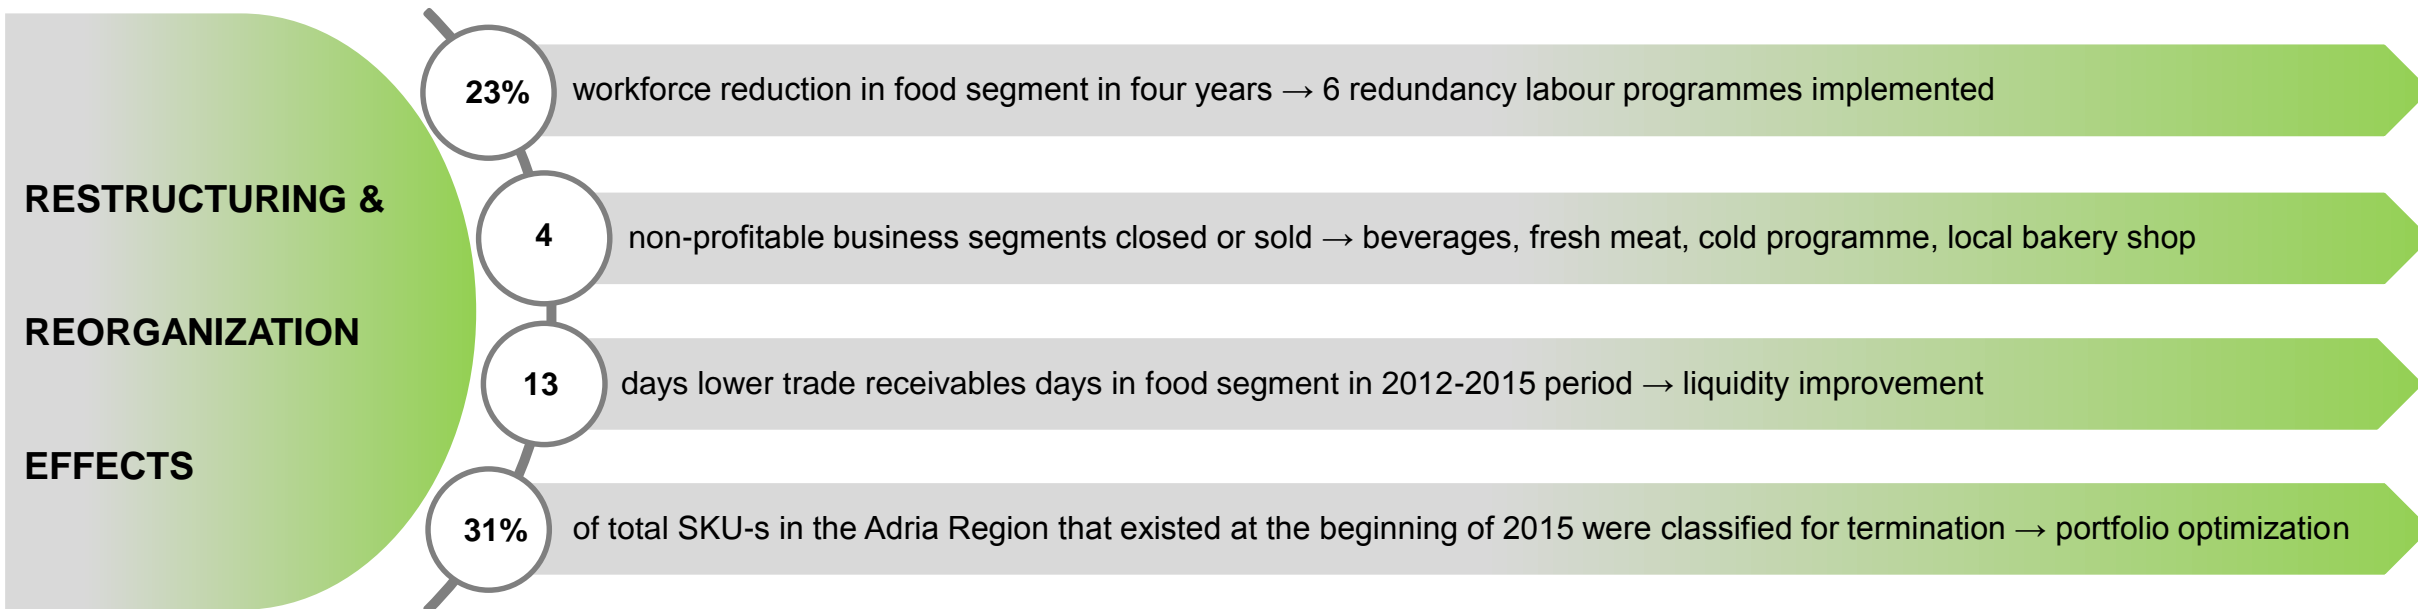 RESTRUCTURING &
REORGANIZATION
EFFECTS
23% workforce reduction in food segment in four years → 6 redundancy labour programmes implemented
4 non-profitable business segments closed or sold → beverages, fresh meat, cold programme, local bakery shop
13 days lower trade receivables days in food segment in 2012-2015 period → liquidity improvement
31% of total SKU-s in the Adria Region that existed at the beginning of 2015 were classified for termination → portfolio optimization